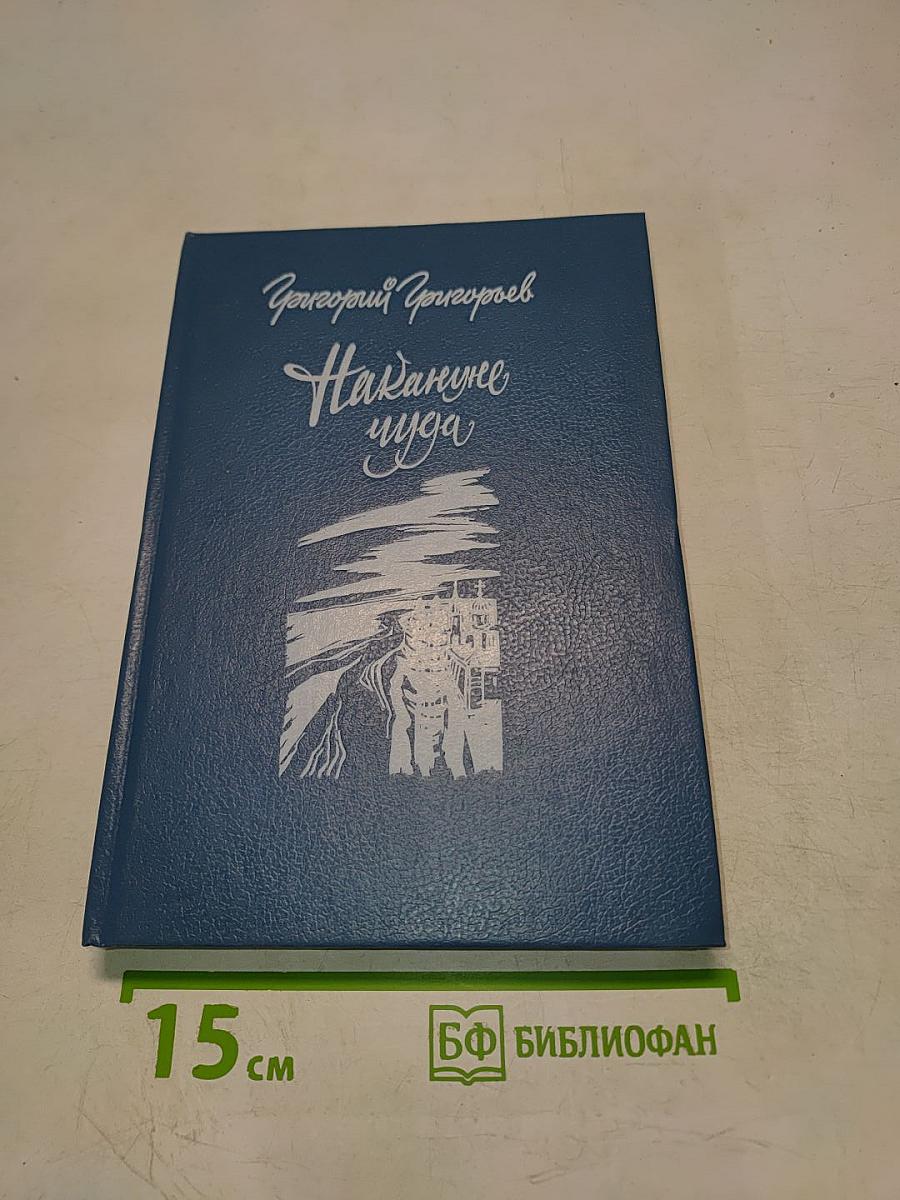 Григорий Григорьев
Накануне
чуда
15 см
БФ БИБЛИОФАН